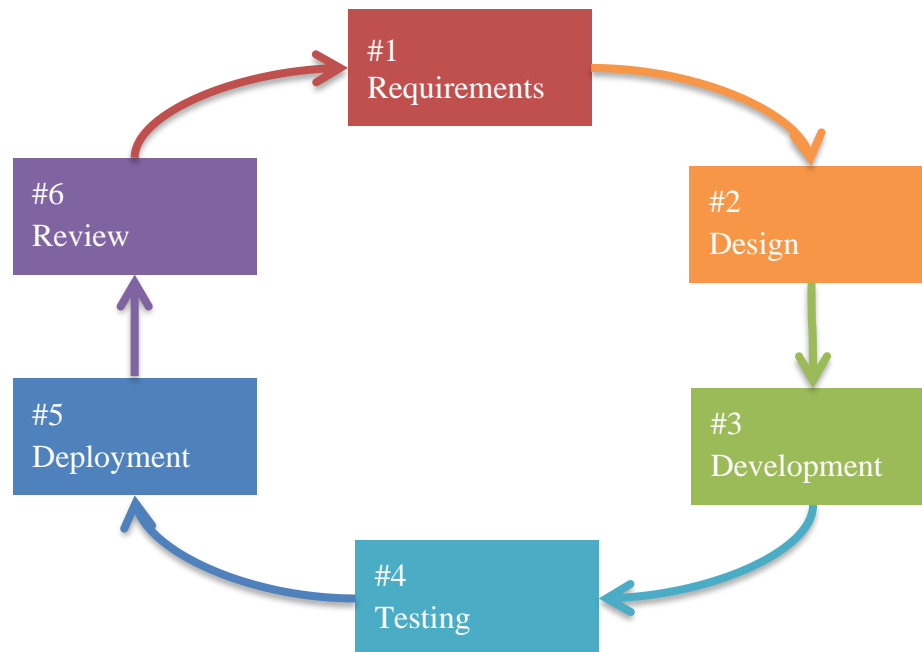 #1
Requirements
#2
Design
#3
Development
#4
Testing
#5
Deployment
#6
Review